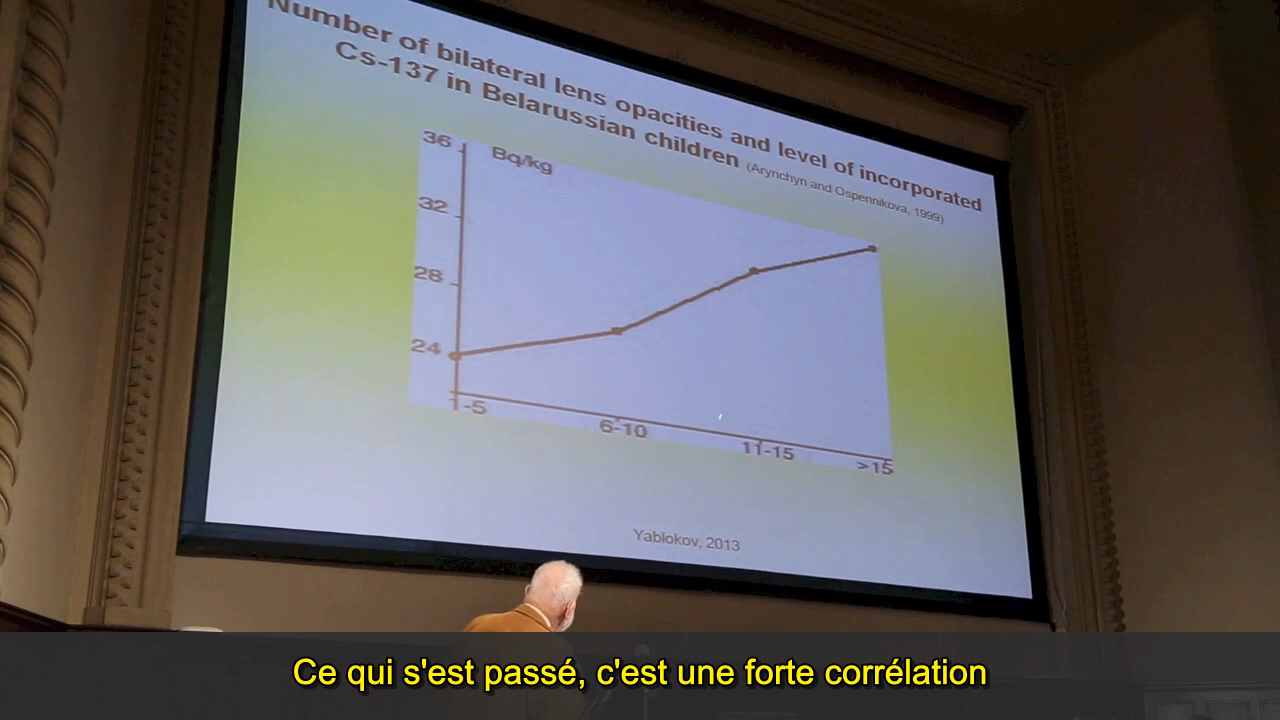 Number of bilateral lens opacities and level of incorporated
Cs-137 in Belarussian children (Arynchyn and Ospennikova, 1999)
36
Bq/kg
32
28
24
1-5
6-10
11-15
>15
Yablokov, 2013
Ce qui s'est passé, c'est une forte corrélation